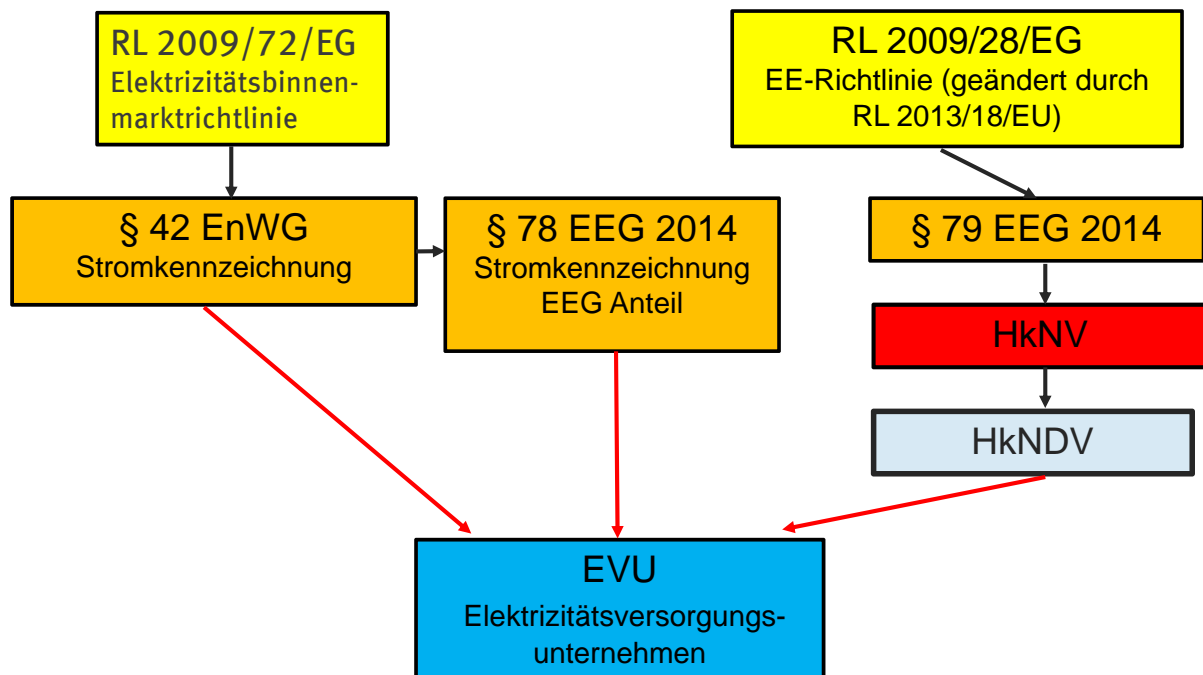 RL 2009/72/EG
Elektrizitätsbinnen-
marktrichtlinie
RL 2009/28/EG
EE-Richtlinie (geändert durch
RL 2013/18/EU)
§ 42 EnWG
Stromkennzeichnung
§ 78 EEG 2014
Stromkennzeichnung
EEG Anteil
§ 79 EEG 2014
HkNV
HkNDV
EVU
Elektrizitätsversorgungs-
unternehmen